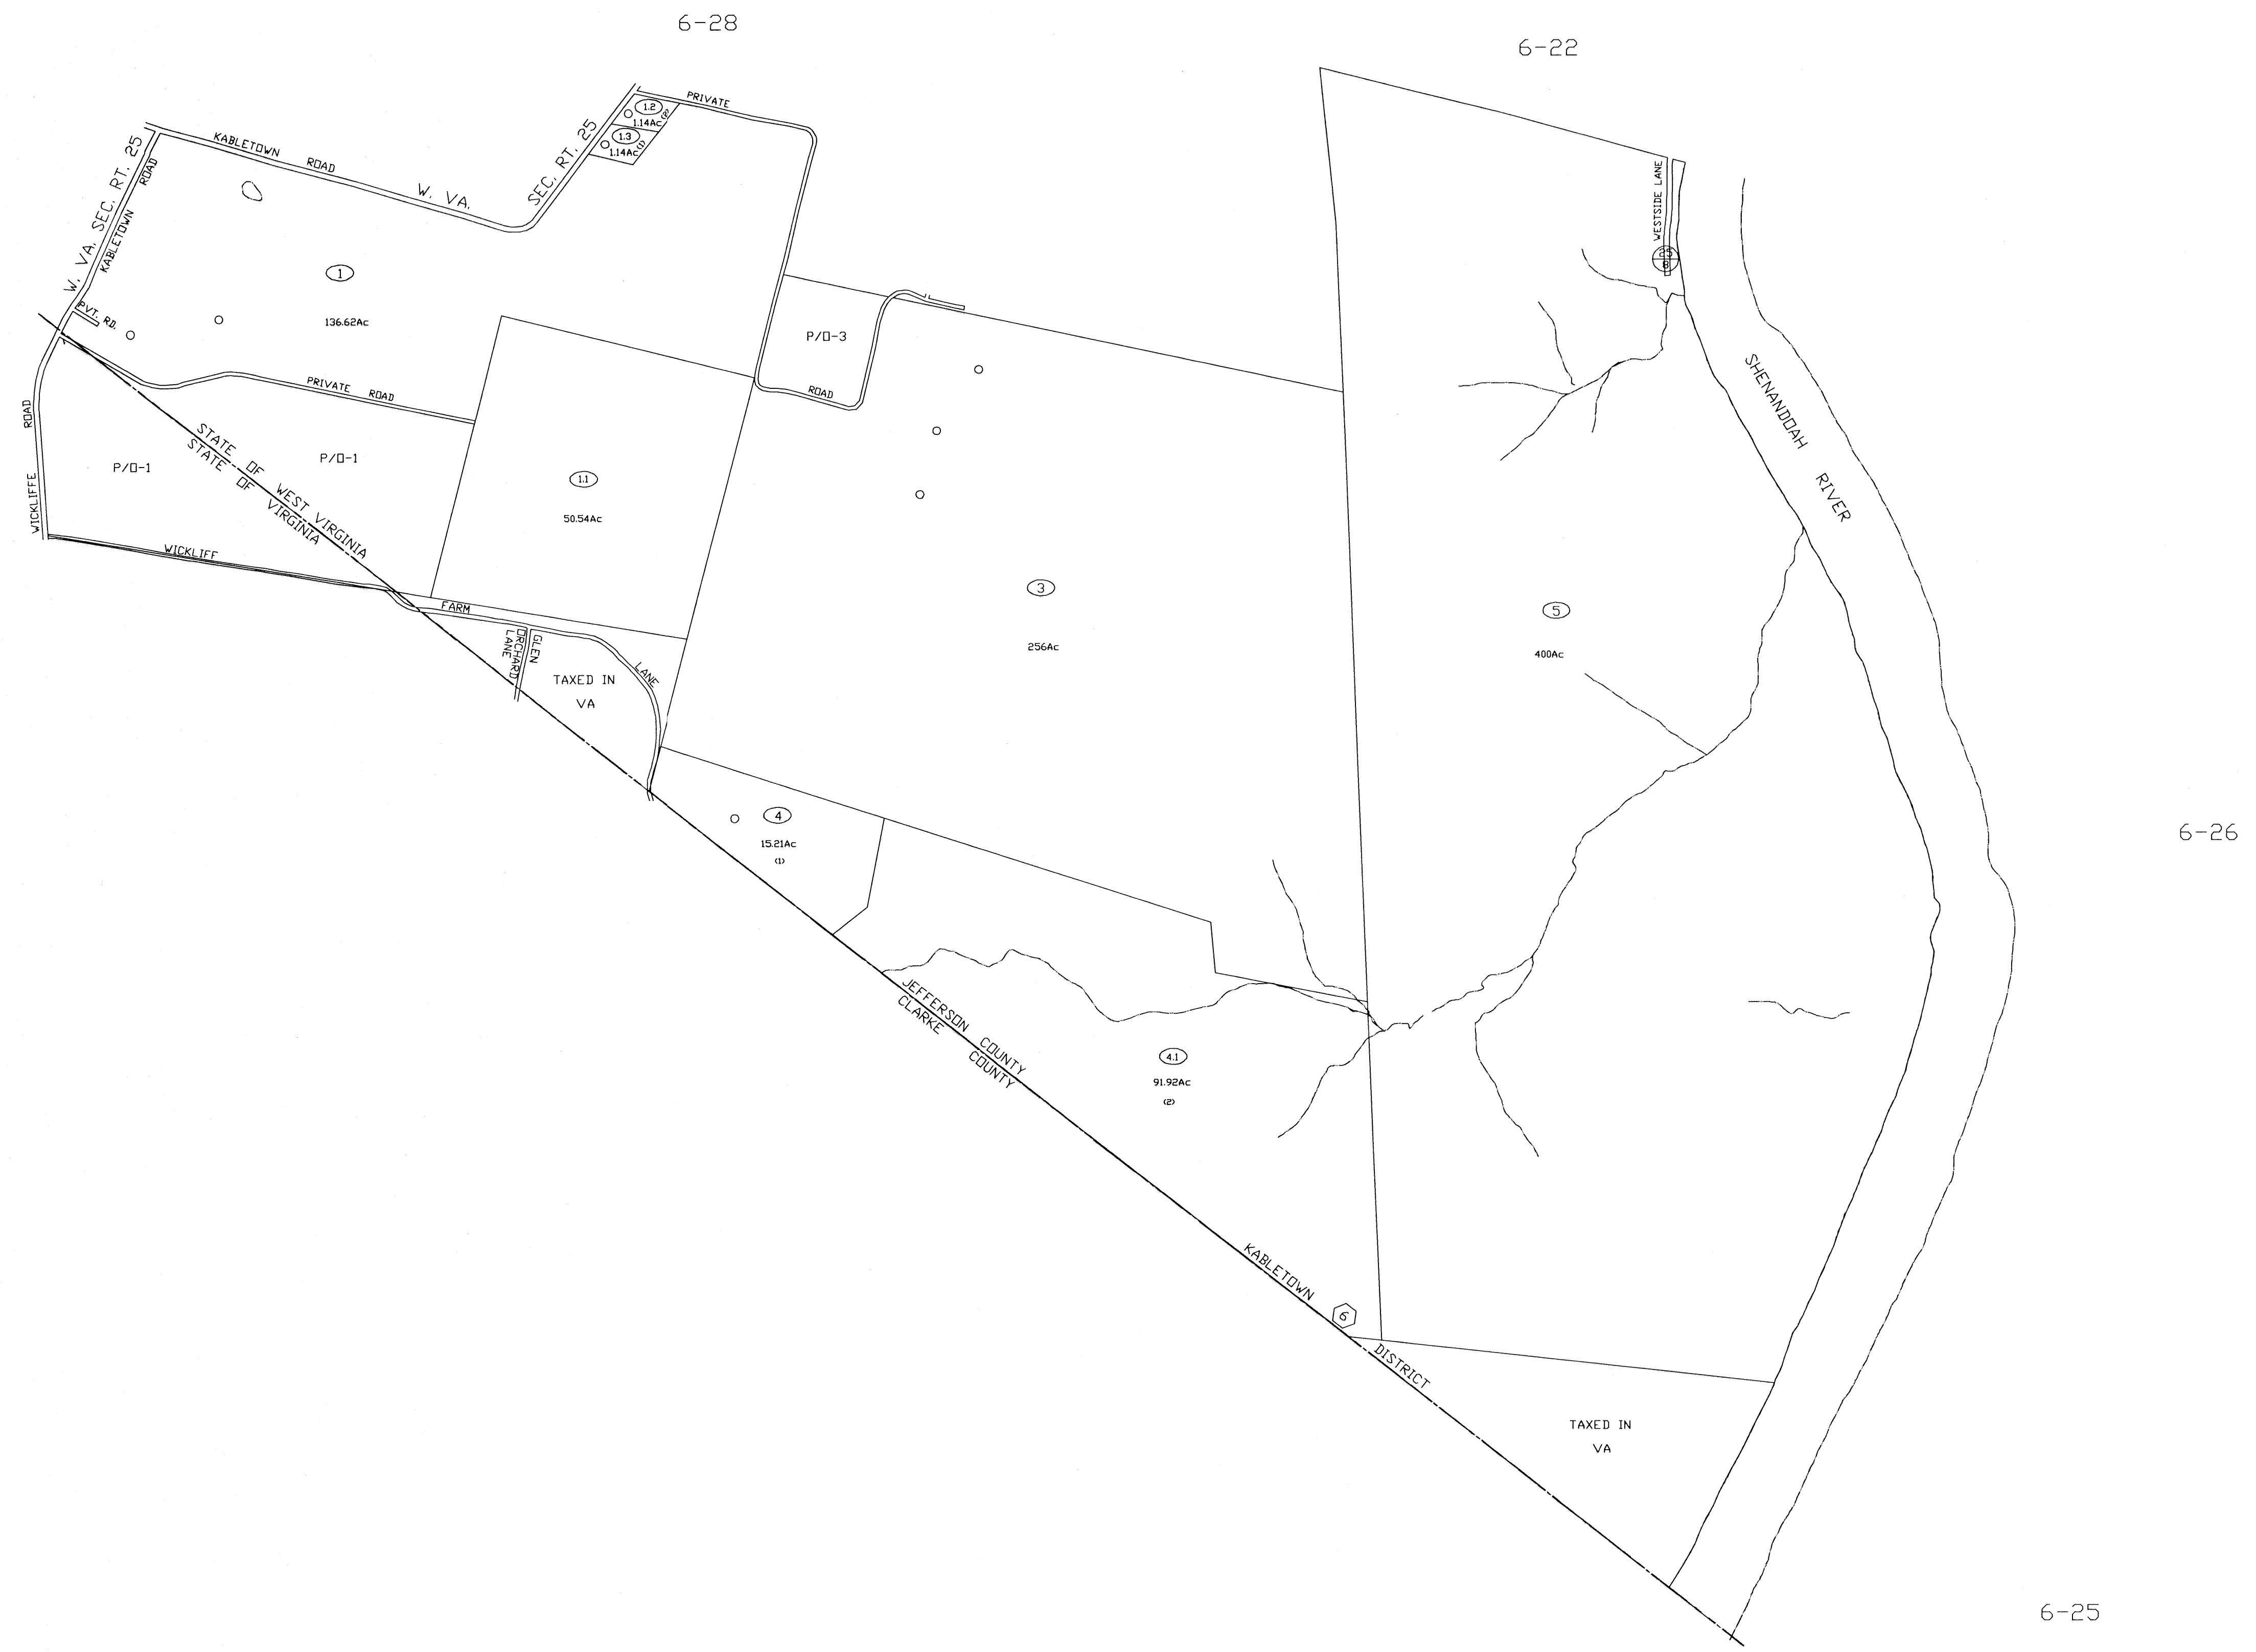 6-28
6-22
PRIVATE
1.2
1.14Ac (2)
1.3
1.14Ac (1)
SEC. RT. 25
KABLETOWN ROAD
W. VA.
W. VA. SEC. RT. 25
KABLETOWN ROAD
WESTSIDE LANE
8
1
136.62Ac
PVT. RD.
P/O-3
ROAD
PRIVATE ROAD
SHENANDOAH RIVER
WICKLIFFE ROAD
P/O-1
P/O-1
STATE OF WEST VIRGINIA
STATE OF VIRGINIA
1.1
50.54Ac
WICKLIFF
FARM
LANE
GLEN
ORCHARD
LANE
TAXED IN
VA
3
256Ac
5
400Ac
4
15.21Ac
(1)
6-26
JEFFERSON COUNTY
CLARKE COUNTY
4.1
91.92Ac
(2)
KABLETOWN
6
DISTRICT
TAXED IN
VA
6-25